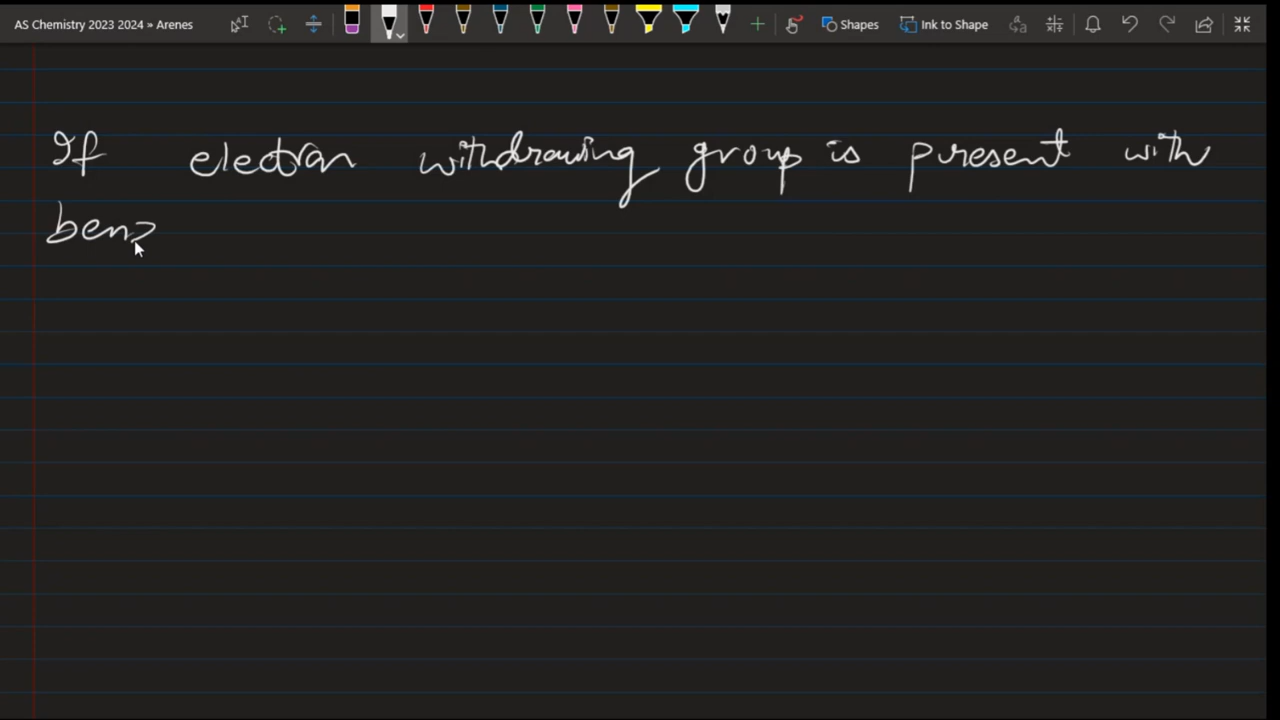 AS Chemistry 2023 2024 » Arenes
Shapes
Ink to Shape
If electron withdrawing group is present with
benz